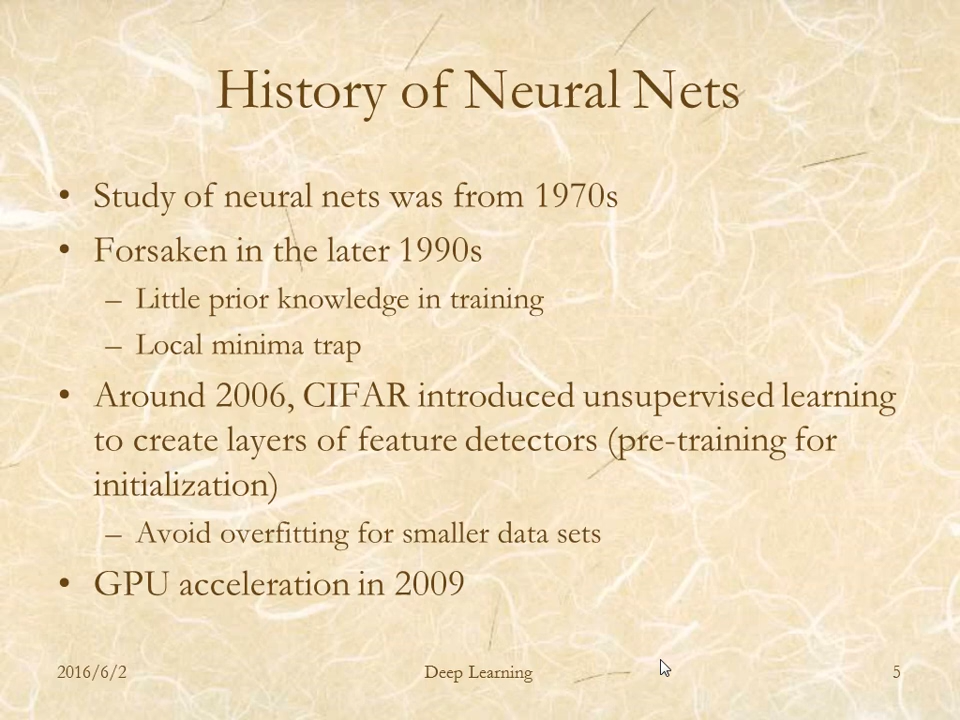 History of Neural Nets
• Study of neural nets was from 1970s
• Forsaken in the later 1990s
– Little prior knowledge in training
– Local minima trap
• Around 2006, CIFAR introduced unsupervised learning
to create layers of feature detectors (pre-training for
initialization)
– Avoid overfitting for smaller data sets
• GPU acceleration in 2009
2016/6/2 Deep Learning 5